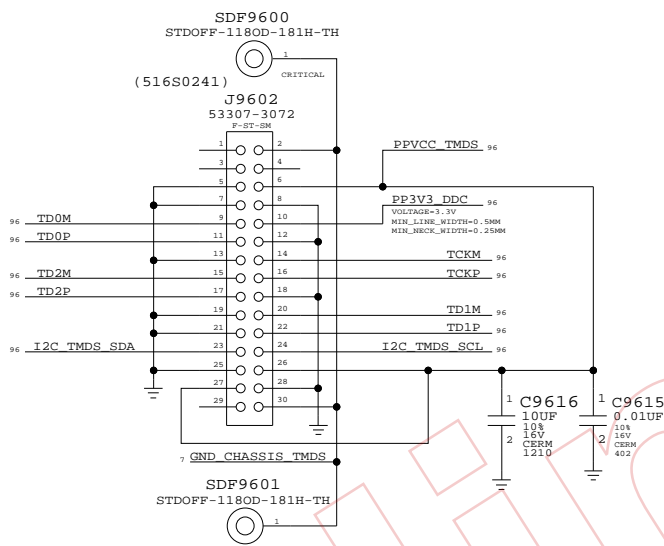 SDF9600
STDOFF-118OD-181H-TH
1
CRITICAL
(516S0241)
J9602
53307-3072
F-ST-SM
1 2
PPVCC_TMDS 96
3 4
5 6
7 8
PP3V3_DDC 96
VOLTAGE=3.3V
MIN_LINE_WIDTH=0.5MM
MIN_NECK_WIDTH=0.25MM
96 TD0M 9 10
96 TD0P 11 12
13 14 TCKM 96
96 TD2M 15 16 TCKP 96
96 TD2P 17 18
19 20 TD1M 96
21 22 TD1P 96
96 I2C_TMDS_SDA 23 24 I2C_TMDS_SCL 96
25 26
27 28
29 30
1 C9616
10UF
10%
2 16V
CERM
1210
1 C9615
0.01UF
10%
2 16V
CERM
402
7 GND_CHASSIS_TMDS
SDF9601
STDOFF-118OD-181H-TH
1